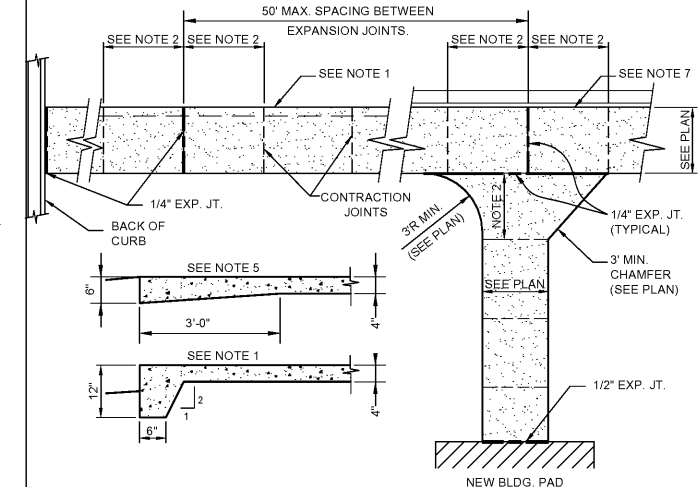 50' MAX. SPACING BETWEEN
EXPANSION JOINTS.
SEE NOTE 2
SEE NOTE 2
SEE NOTE 2
SEE NOTE 2
SEE NOTE 1
SEE NOTE 7
SEE PLAN
1/4" EXP. JT.
CONTRACTION
JOINTS
BACK OF
CURB
3'R MIN.
(SEE PLAN)
NOTE 2
1/4" EXP. JT.
(TYPICAL)
3' MIN.
CHAMFER
(SEE PLAN)
SEE NOTE 5
6"
3'-0"
4"
SEE PLAN
SEE NOTE 1
12"
2
1
6"
4"
1/2" EXP. JT.
NEW BLDG. PAD